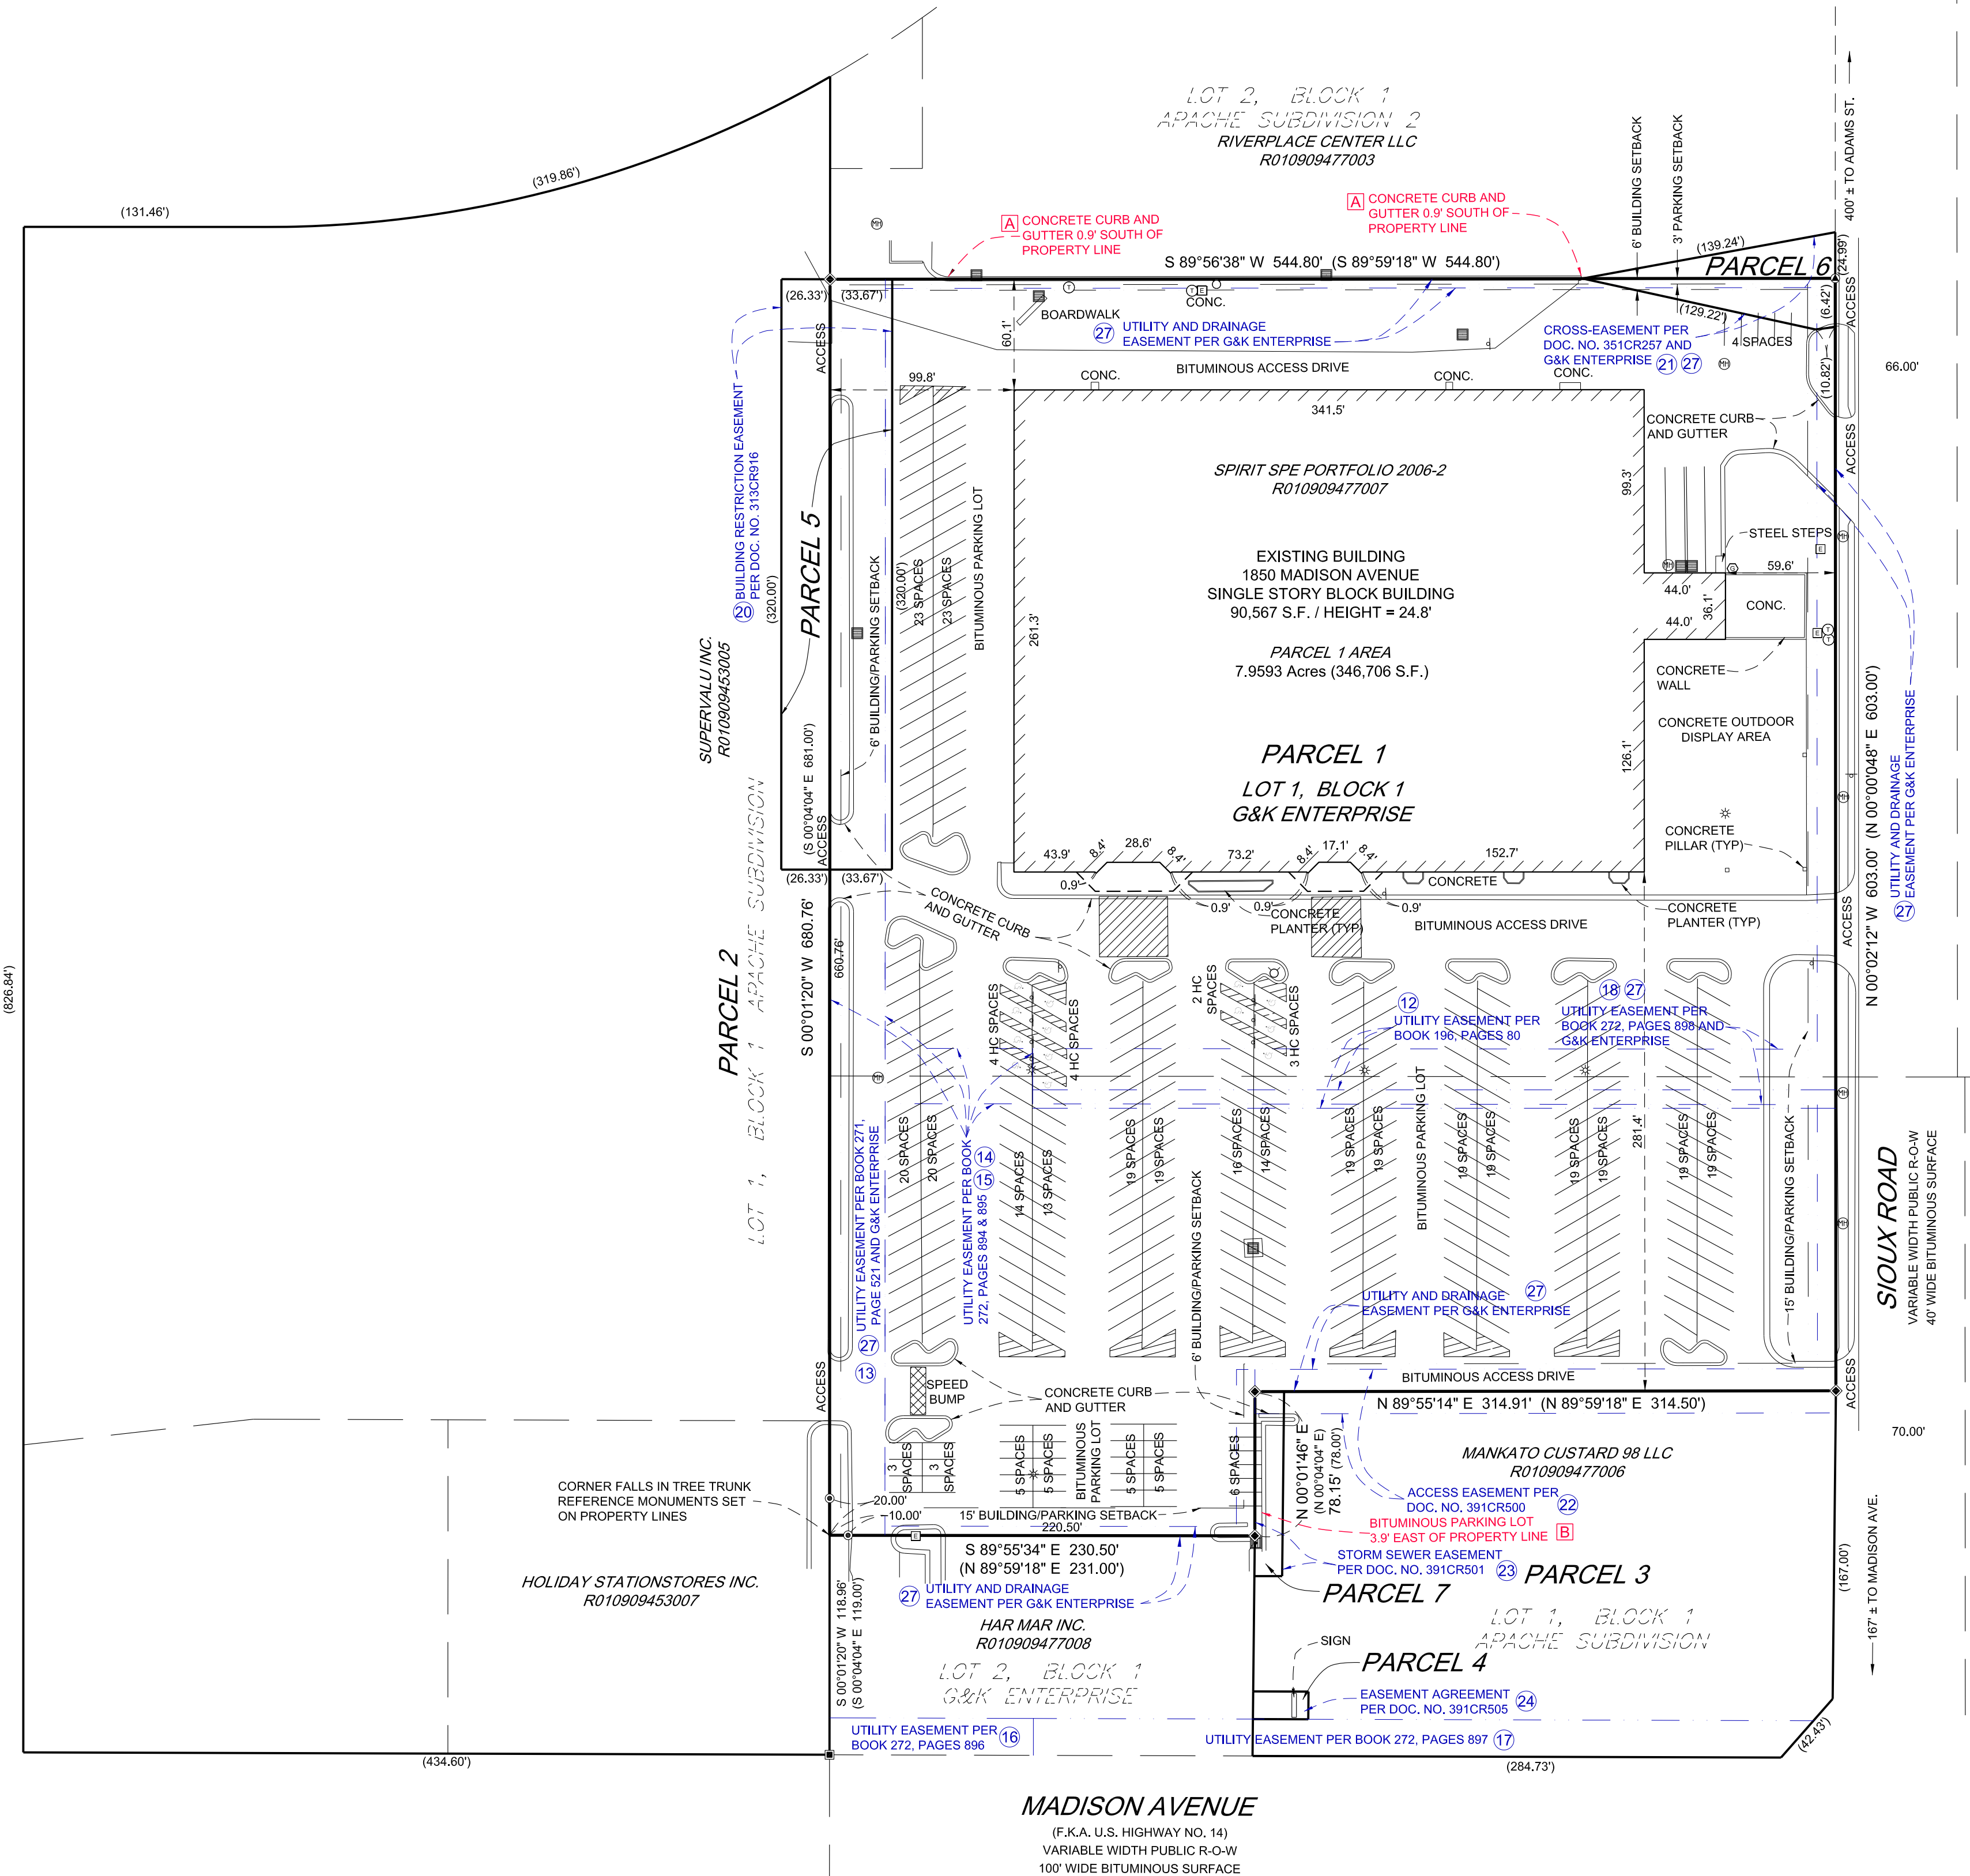 LOT 2, BLOCK 1
APACHE SUBDIVISION 2
RIVERPLACE CENTER LLC
R010909477003
400' ± TO ADAMS ST.
6' BUILDING SETBACK
3' PARKING SETBACK
(131.46')
(319.86')
A CONCRETE CURB AND
GUTTER 0.9' SOUTH OF
PROPERTY LINE
A CONCRETE CURB AND
GUTTER 0.9' SOUTH OF
PROPERTY LINE
S 89°56'38" W 544.80' (S 89°59'18" W 544.80')
(139.24')
PARCEL 6
(24.99')
(6.42')
(129.22')
(10.82')
ACCESS
ACCESS
66.00'
(26.33')
(33.67')
ACCESS
MH
T
T E
CONC.
BOARDWALK
60.1'
27 UTILITY AND DRAINAGE
EASEMENT PER G&K ENTERPRISE
CROSS-EASEMENT PER
DOC. NO. 351CR257 AND
G&K ENTERPRISE 21 27
4 SPACES
MH
BITUMINOUS ACCESS DRIVE
99.8'
CONC.
CONC.
CONC.
341.5'
CONCRETE CURB
AND GUTTER
20 BUILDING RESTRICTION EASEMENT
PER DOC. NO. 313CR916
(320.00')
PARCEL 5
(320.00')
6' BUILDING/PARKING SETBACK
23 SPACES
23 SPACES
BITUMINOUS PARKING LOT
261.3'
SPIRIT SPE PORTFOLIO 2006-2
R010909477007
99.3'
EXISTING BUILDING
1850 MADISON AVENUE
SINGLE STORY BLOCK BUILDING
90,567 S.F. / HEIGHT = 24.8'
STEEL STEPS
MH
E
MH
G
59.6'
44.0'
36.1'
CONC.
44.0'
E
T
T
PARCEL 1 AREA
7.9593 Acres (346,706 S.F.)
CONCRETE
WALL
SUPERVALU INC.
R010909453005
(S 00°04'04" E 681.00')
ACCESS
CONCRETE OUTDOOR
DISPLAY AREA
126.1'
PARCEL 1
LOT 1, BLOCK 1
G&K ENTERPRISE
MH
CONCRETE
PILLAR (TYP)
N 00°02'12" W 603.00' (N 00°00'048" E 603.00')
UTILITY AND DRAINAGE
27 EASEMENT PER G&K ENTERPRISE
43.9'
8.4'
28.6'
8.4'
73.2'
8.4'
17.1'
8.4'
152.7'
0.9'
0.9'
0.9'
0.9'
CONCRETE
(26.33')
(33.67')
CONCRETE CURB
AND GUTTER
CONCRETE
PLANTER (TYP)
BITUMINOUS ACCESS DRIVE
CONCRETE
PLANTER (TYP)
ACCESS
(826.84')
PARCEL 2
LOT 1, BLOCK 1 APACHE SUBDIVISION
S 00°01'20" W 680.76'
660.76'
4 HC SPACES
4 HC SPACES
2 HC
SPACES
3 HC SPACES
12
UTILITY EASEMENT PER
BOOK 196, PAGES 80
18 27
UTILITY EASEMENT PER
BOOK 272, PAGES 898 AND
G&K ENTERPRISE
MH
MH
MH
UTILITY EASEMENT PER BOOK 271,
PAGE 521 AND G&K ENTERPRISE
27
13
20 SPACES
20 SPACES
UTILITY EASEMENT PER BOOK
272, PAGES 894 & 895
14
15
14 SPACES
13 SPACES
19 SPACES
19 SPACES
16 SPACES
14 SPACES
19 SPACES
19 SPACES
BITUMINOUS PARKING LOT
19 SPACES
19 SPACES
19 SPACES
19 SPACES
281.4'
19 SPACES
19 SPACES
15' BUILDING/PARKING SETBACK
SIOUX ROAD
VARIABLE WIDTH PUBLIC R-O-W
40' WIDE BITUMINOUS SURFACE
6' BUILDING/PARKING SETBACK
UTILITY AND DRAINAGE 27
EASEMENT PER G&K ENTERPRISE
ACCESS
SPEED
BUMP
CONCRETE CURB
AND GUTTER
BITUMINOUS ACCESS DRIVE
ACCESS
N 89°55'14" E 314.91' (N 89°59'18" E 314.50')
70.00'
3
SPACES
3
SPACES
5 SPACES
5 SPACES
BITUMINOUS
PARKING LOT
5 SPACES
5 SPACES
6 SPACES
N 00°01'46" E
(N 00°04'04" E)
78.15' (78.00')
MANKATO CUSTARD 98 LLC
R010909477006
CORNER FALLS IN TREE TRUNK
REFERENCE MONUMENTS SET
ON PROPERTY LINES
20.00'
10.00'
15' BUILDING/PARKING SETBACK
220.50'
E
ACCESS EASEMENT PER
DOC. NO. 391CR500 22
BITUMINOUS PARKING LOT
3.9' EAST OF PROPERTY LINE B
S 89°55'34" E 230.50'
(N 89°59'18" E 231.00')
STORM SEWER EASEMENT
PER DOC. NO. 391CR501 23
PARCEL 3
PARCEL 7
(167.00')
167' ± TO MADISON AVE.
HOLIDAY STATIONSTORES INC.
R010909453007
S 00°01'20" W 118.96'
(S 00°04'04" E 119.00')
27 UTILITY AND DRAINAGE
EASEMENT PER G&K ENTERPRISE
HAR MAR INC.
R010909477008
LOT 1, BLOCK 1
APACHE SUBDIVISION
SIGN
PARCEL 4
LOT 2, BLOCK 1
G&K ENTERPRISE
EASEMENT AGREEMENT
PER DOC. NO. 391CR505 24
UTILITY EASEMENT PER
BOOK 272, PAGES 896 16
UTILITY EASEMENT PER BOOK 272, PAGES 897 17
(42.43')
(434.60')
(284.73')
MADISON AVENUE
(F.K.A. U.S. HIGHWAY NO. 14)
VARIABLE WIDTH PUBLIC R-O-W
100' WIDE BITUMINOUS SURFACE